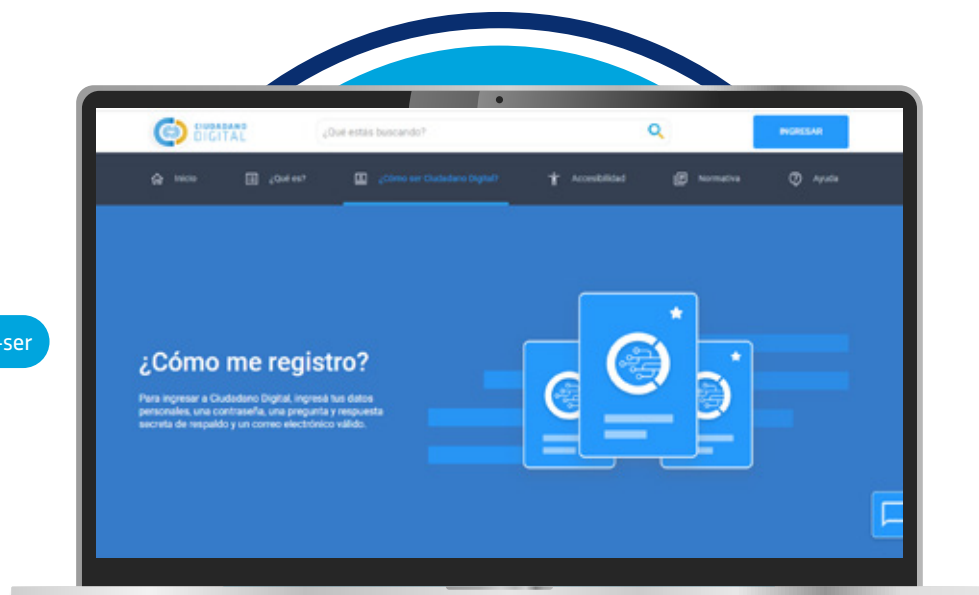 CIUDADANO
DIGITAL
¿Qué estás buscando?
INGRESAR
Inicio
¿Qué es?
¿Cómo ser Ciudadano Digital?
Accesibilidad
Normativa
Ayuda
-ser
¿Cómo me registro?
Para ingresar a Ciudadano Digital, ingresá tus datos
personales, una contraseña, una pregunta y respuesta
secreta de respaldo y un correo electrónico válido.